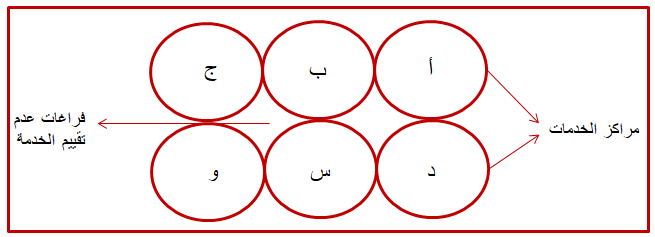 أ
ب
ج
مراكز الخدمات
فراغات عدم
تقييم الخدمة
د
س
و